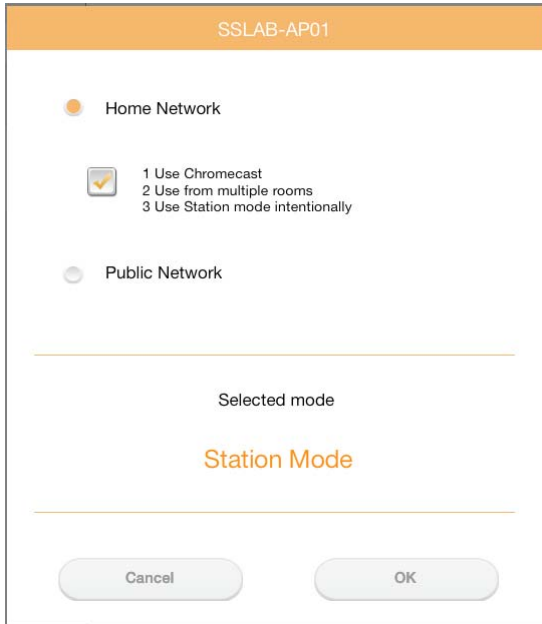 SSLAB-AP01
Home Network
1 Use Chromecast
2 Use from multiple rooms
3 Use Station mode intentionally
Public Network
Selected mode
Station Mode
Cancel
OK